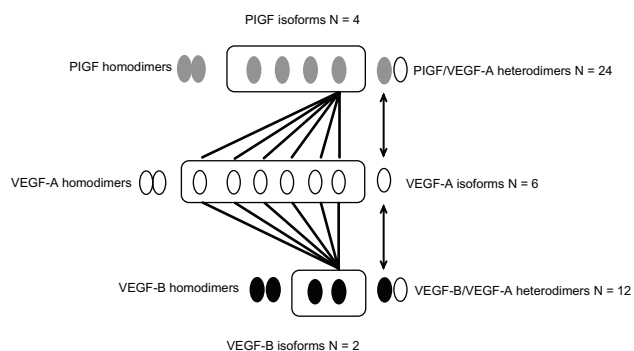 PlGF isoforms N = 4
PlGF homodimers
PlGF/VEGF-A heterodimers N = 24
VEGF-A homodimers
VEGF-A isoforms N = 6
VEGF-B homodimers
VEGF-B/VEGF-A heterodimers N = 12
VEGF-B isoforms N = 2